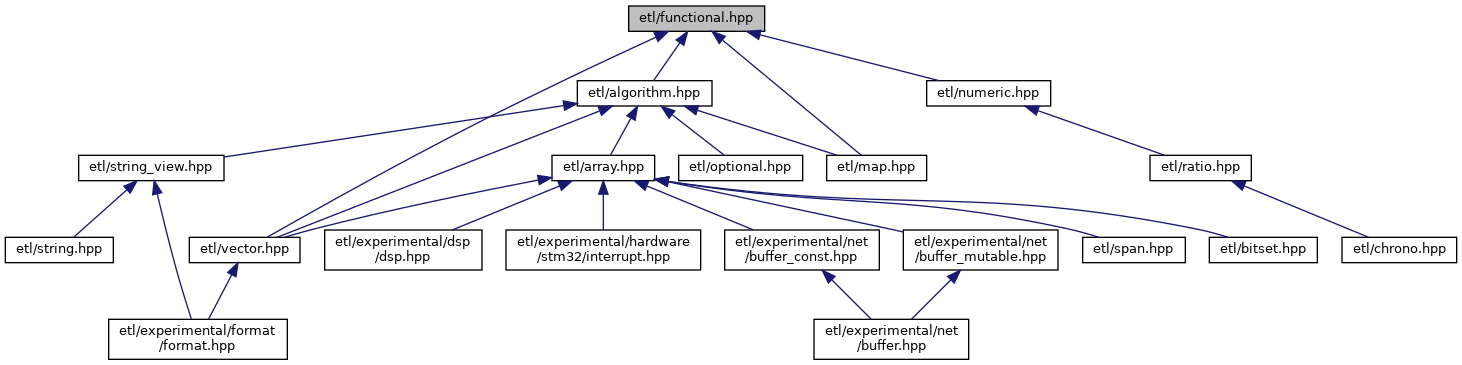 etl/functional.hpp
etl/algorithm.hpp
etl/numeric.hpp
etl/string_view.hpp
etl/array.hpp
etl/optional.hpp
etl/map.hpp
etl/ratio.hpp
etl/string.hpp
etl/vector.hpp
etl/experimental/dsp
/dsp.hpp
etl/experimental/hardware
/stm32/interrupt.hpp
etl/experimental/net
/buffer_const.hpp
etl/experimental/net
/buffer_mutable.hpp
etl/span.hpp
etl/bitset.hpp
etl/chrono.hpp
etl/experimental/format
/format.hpp
etl/experimental/net
/buffer.hpp